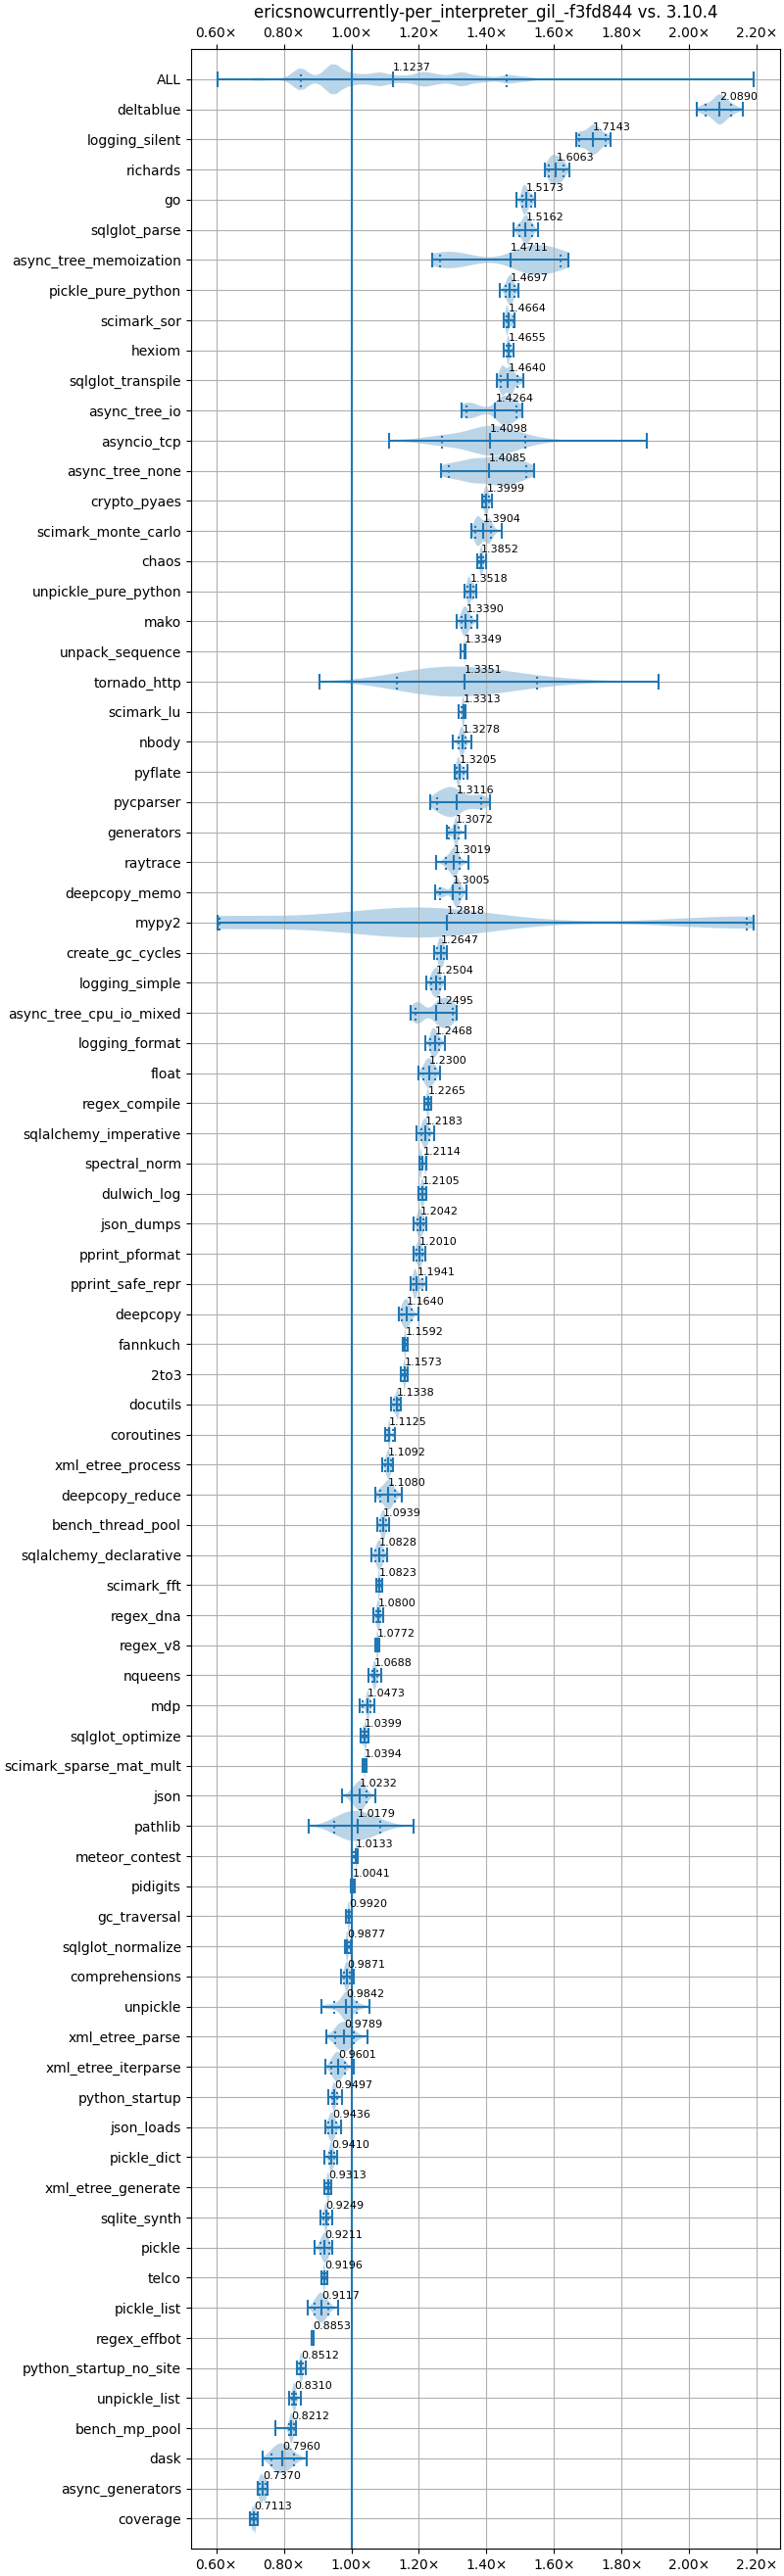 ericsnowcurrently-per_interpreter_gil_-f3fd844 vs. 3.10.4
0.60× 0.80× 1.00× 1.20× 1.40× 1.60× 1.80× 2.00× 2.20×
ALL 1.1237
deltablue 2.0890
logging_silent 1.7143
richards 1.6063
go 1.5173
sqlglot_parse 1.5162
async_tree_memoization 1.4711
pickle_pure_python 1.4697
scimark_sor 1.4664
hexiom 1.4655
sqlglot_transpile 1.4640
async_tree_io 1.4264
asyncio_tcp 1.4098
async_tree_none 1.4085
crypto_pyaes 1.3999
scimark_monte_carlo 1.3904
chaos 1.3852
unpickle_pure_python 1.3518
mako 1.3390
unpack_sequence 1.3349
tornado_http 1.3351
scimark_lu 1.3313
nbody 1.3278
pyflate 1.3205
pycparser 1.3116
generators 1.3072
raytrace 1.3019
deepcopy_memo 1.3005
mypy2 1.2818
create_gc_cycles 1.2647
logging_simple 1.2504
async_tree_cpu_io_mixed 1.2495
logging_format 1.2468
float 1.2300
regex_compile 1.2265
sqlalchemy_imperative 1.2183
spectral_norm 1.2114
dulwich_log 1.2105
json_dumps 1.2042
pprint_pformat 1.2010
pprint_safe_repr 1.1941
deepcopy 1.1640
fannkuch 1.1592
2to3 1.1573
docutils 1.1338
coroutines 1.1125
xml_etree_process 1.1092
deepcopy_reduce 1.1080
bench_thread_pool 1.0939
sqlalchemy_declarative 1.0828
scimark_fft 1.0823
regex_dna 1.0800
regex_v8 1.0772
nqueens 1.0688
mdp 1.0473
sqlglot_optimize 1.0399
scimark_sparse_mat_mult 1.0394
json 1.0232
pathlib 1.0179
meteor_contest 1.0133
pidigits 1.0041
gc_traversal 0.9920
sqlglot_normalize 0.9877
comprehensions 0.9871
unpickle 0.9842
xml_etree_parse 0.9789
xml_etree_iterparse 0.9601
python_startup 0.9497
json_loads 0.9436
pickle_dict 0.9410
xml_etree_generate 0.9313
sqlite_synth 0.9249
pickle 0.9211
telco 0.9196
pickle_list 0.9117
regex_effbot 0.8853
python_startup_no_site 0.8512
unpickle_list 0.8310
bench_mp_pool 0.8212
dask 0.7960
async_generators 0.7370
coverage 0.7113
0.60× 0.80× 1.00× 1.20× 1.40× 1.60× 1.80× 2.00× 2.20×